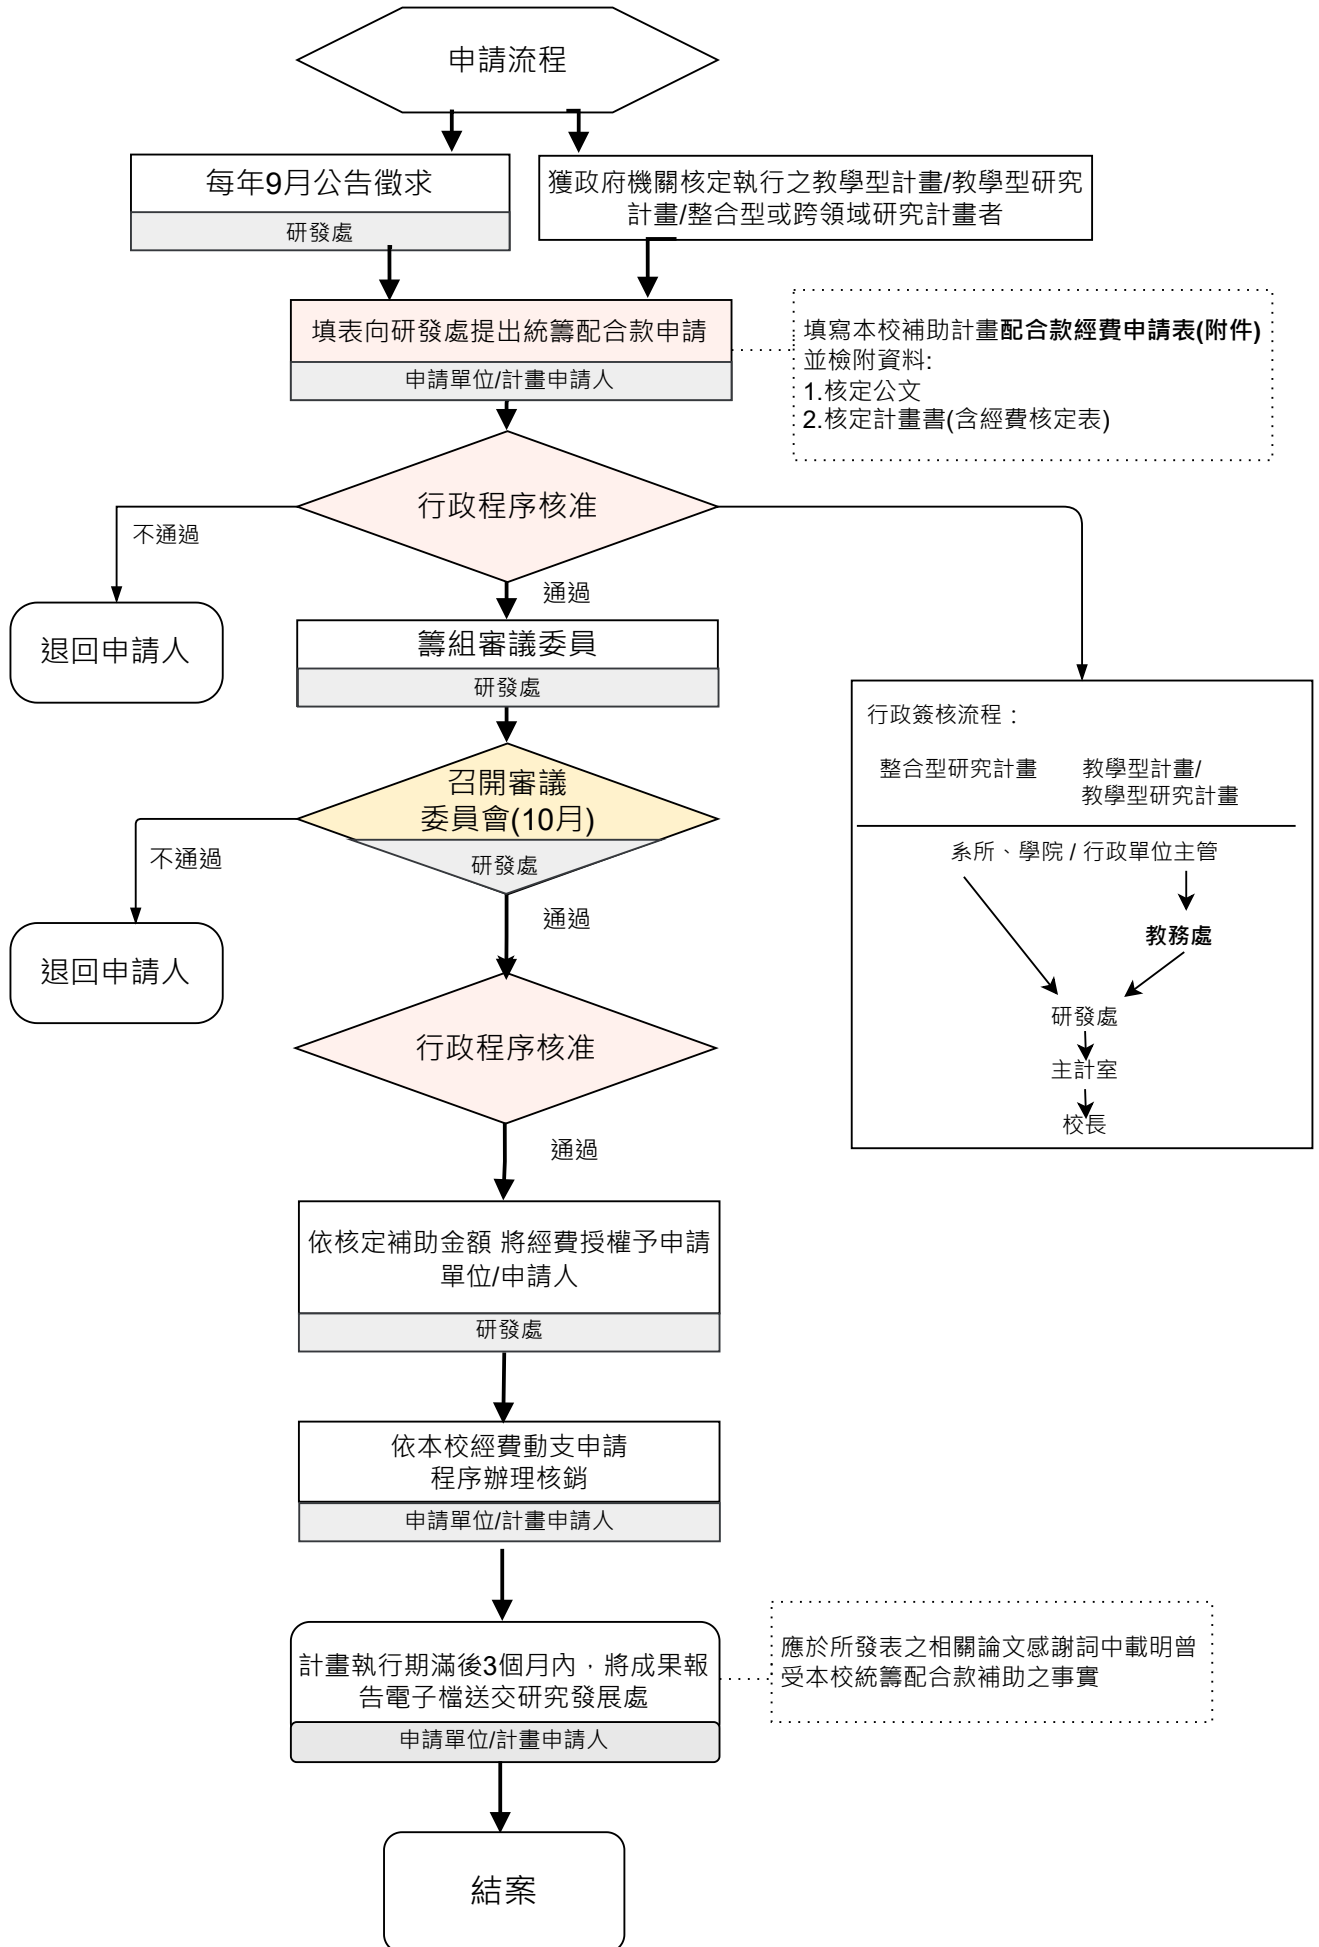 申請流程
每年9月公告徵求
研發處
獲政府機關核定執行之教學型計畫/教學型研究
計畫/整合型或跨領域研究計畫者
填表向研發處提出統籌配合款申請
申請單位/計畫申請人
填寫本校補助計畫配合款經費申請表(附件)
並檢附資料:
1.核定公文
2.核定計畫書(含經費核定表)
行政程序核准
不通過
通過
退回申請人
籌組審議委員
研發處
行政簽核流程：
整合型研究計畫
教學型計畫/
教學型研究計畫
系所、學院 / 行政單位主管
教務處
研發處
主計室
校長
召開審議
委員會(10月)
研發處
不通過
通過
退回申請人
行政程序核准
通過
依核定補助金額 將經費授權予申請
單位/申請人
研發處
依本校經費動支申請
程序辦理核銷
申請單位/計畫申請人
計畫執行期滿後3個月內，將成果報
告電子檔送交研究發展處
申請單位/計畫申請人
應於所發表之相關論文感謝詞中載明曾
受本校統籌配合款補助之事實
結案